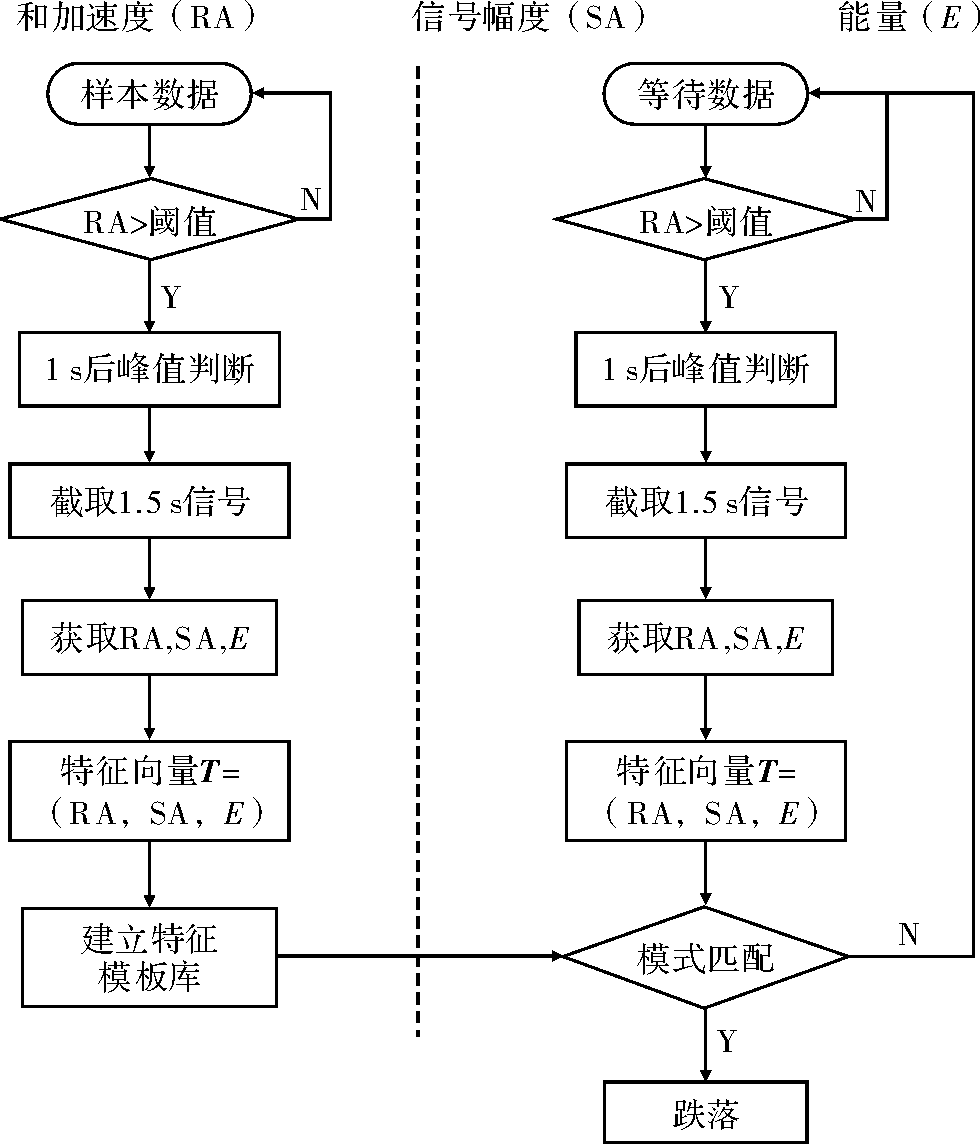 和加速度（RA） 信号幅度（SA） 能量（E）
样本数据
N
RA>阈值
Y
1 s后峰值判断
截取1.5 s信号
获取RA,SA,E
特征向量T=
（RA，SA，E）
建立特征
模板库
等待数据
N
RA>阈值
Y
1 s后峰值判断
截取1.5 s信号
获取RA,SA,E
特征向量T=
（RA，SA，E）
模式匹配
N
Y
跌落